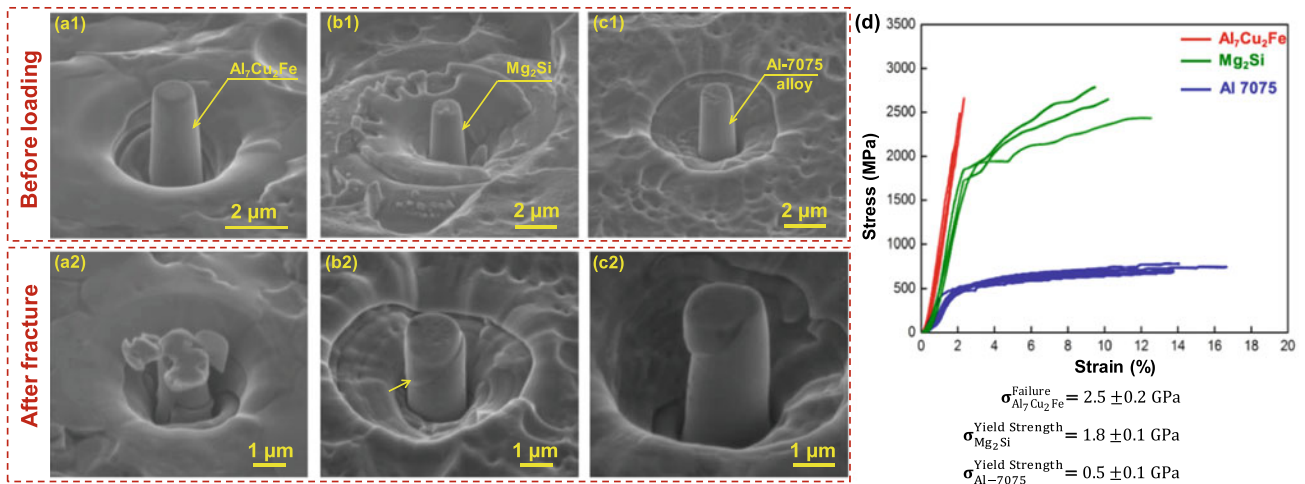 Before loading
(a1)
Al7Cu2Fe
2 µm
(b1)
Mg2Si
2 µm
(c1)
Al-7075
alloy
2 µm
After fracture
(a2)
1 µm
(b2)
1 µm
(c2)
1 µm
(d)
Stress (MPa)
3500
3000
2500
2000
1500
1000
500
0
0 2 4 6 8 10 12 14 16 18 20
Strain (%)
Al7Cu2Fe
Mg2Si
Al 7075
σ Failure Al7Cu2Fe = 2.5 ±0.2 GPa
σ Yield Strength Mg2Si = 1.8 ±0.1 GPa
σ Yield Strength Al−7075 = 0.5 ±0.1 GPa